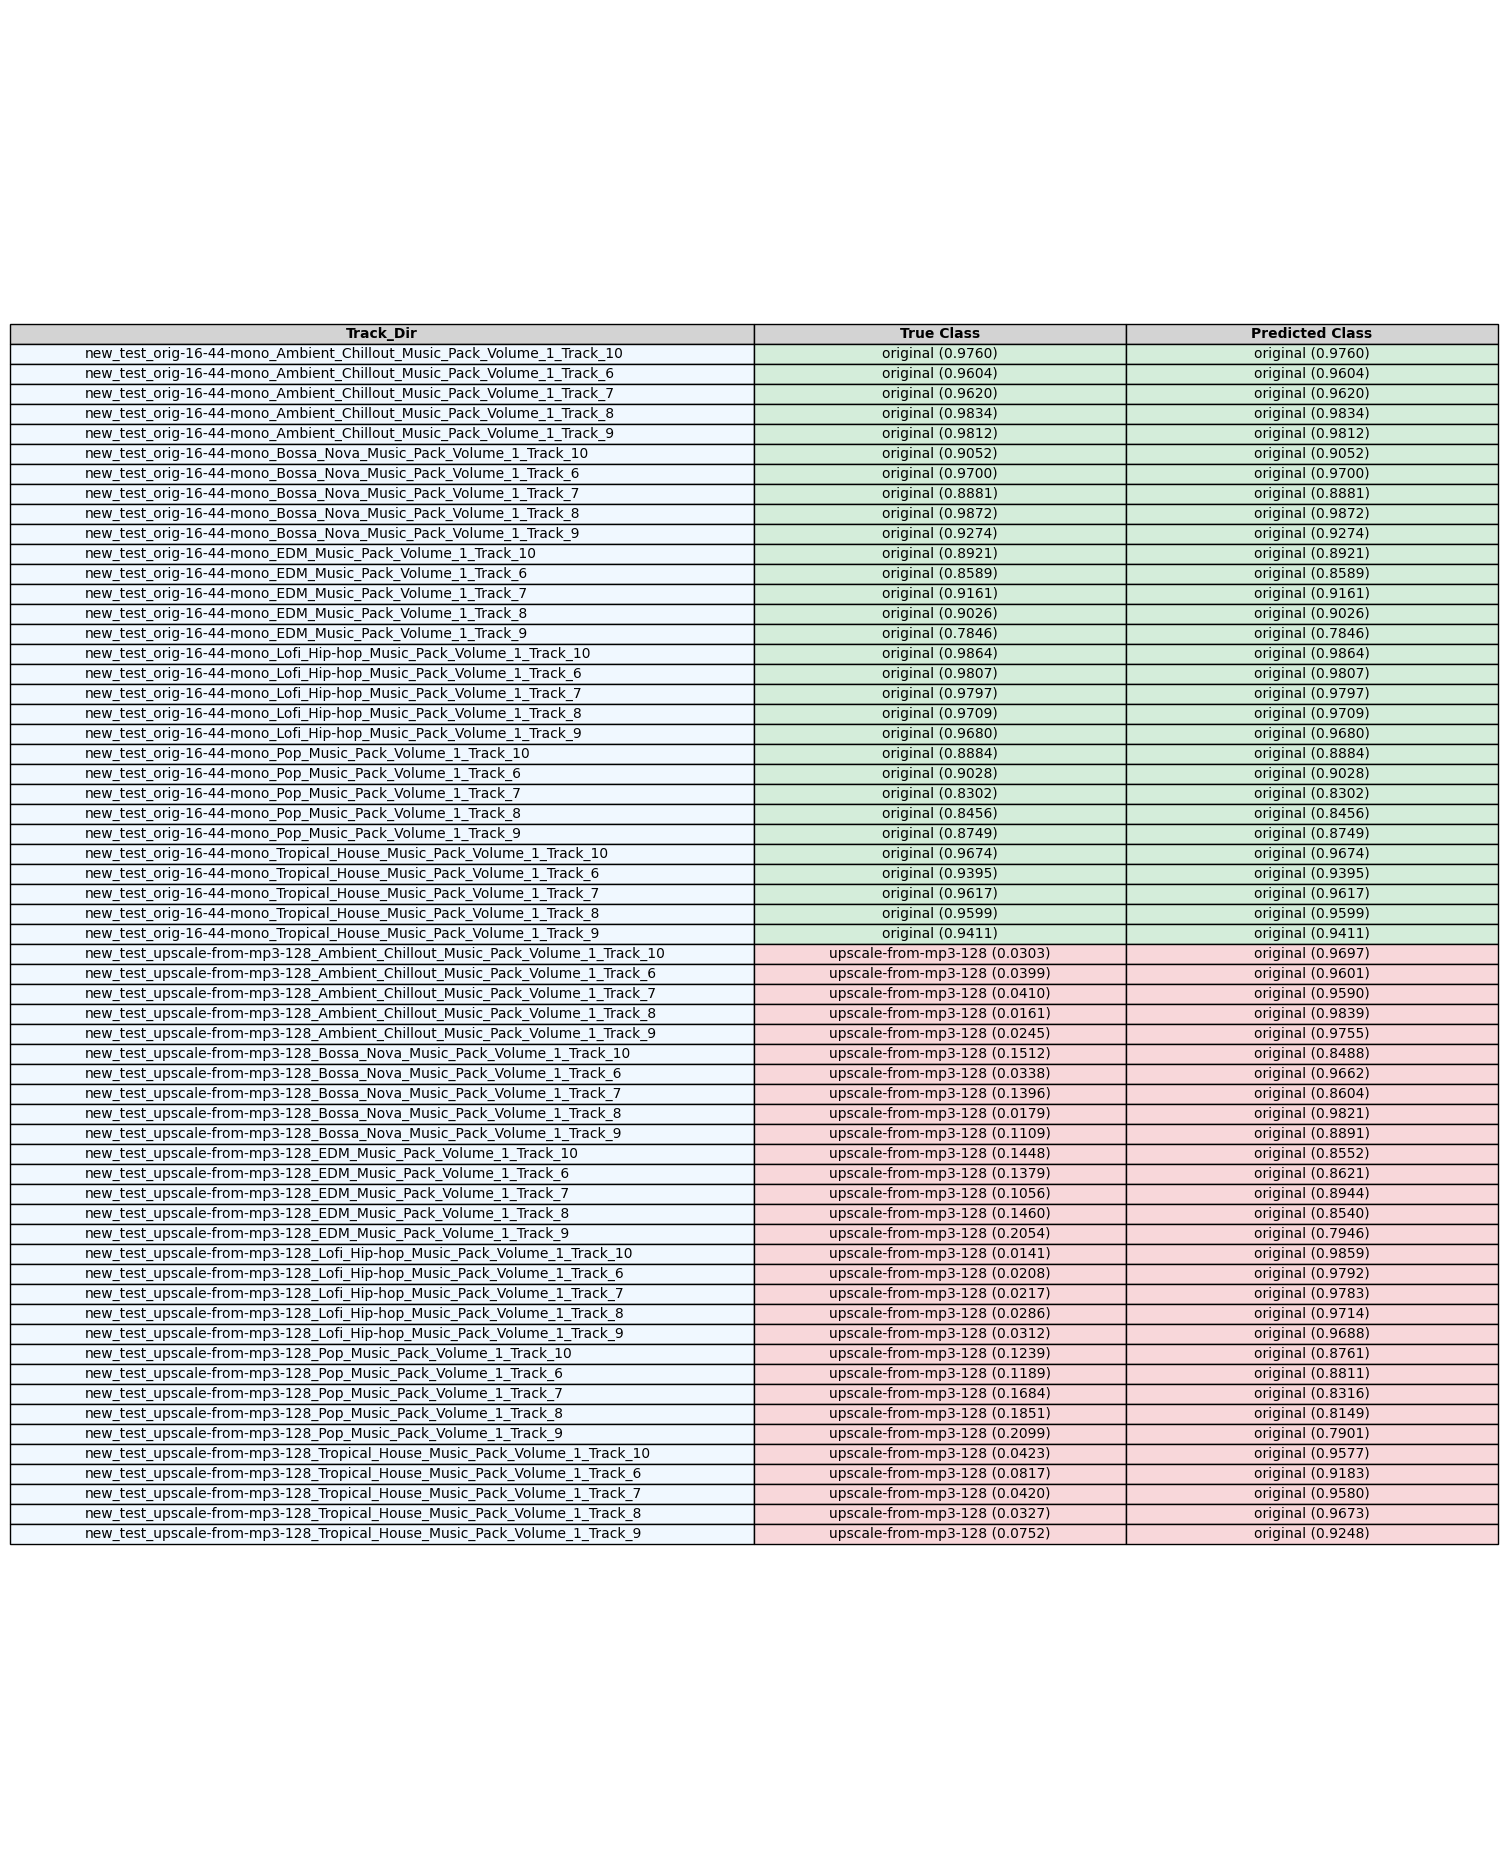 Track_Dir True Class Predicted Class
new_test_orig-16-44-mono_Ambient_Chillout_Music_Pack_Volume_1_Track_10 original (0.9760) original (0.9760)
new_test_orig-16-44-mono_Ambient_Chillout_Music_Pack_Volume_1_Track_6 original (0.9604) original (0.9604)
new_test_orig-16-44-mono_Ambient_Chillout_Music_Pack_Volume_1_Track_7 original (0.9620) original (0.9620)
new_test_orig-16-44-mono_Ambient_Chillout_Music_Pack_Volume_1_Track_8 original (0.9834) original (0.9834)
new_test_orig-16-44-mono_Ambient_Chillout_Music_Pack_Volume_1_Track_9 original (0.9812) original (0.9812)
new_test_orig-16-44-mono_Bossa_Nova_Music_Pack_Volume_1_Track_10 original (0.9052) original (0.9052)
new_test_orig-16-44-mono_Bossa_Nova_Music_Pack_Volume_1_Track_6 original (0.9700) original (0.9700)
new_test_orig-16-44-mono_Bossa_Nova_Music_Pack_Volume_1_Track_7 original (0.8881) original (0.8881)
new_test_orig-16-44-mono_Bossa_Nova_Music_Pack_Volume_1_Track_8 original (0.9872) original (0.9872)
new_test_orig-16-44-mono_Bossa_Nova_Music_Pack_Volume_1_Track_9 original (0.9274) original (0.9274)
new_test_orig-16-44-mono_EDM_Music_Pack_Volume_1_Track_10 original (0.8921) original (0.8921)
new_test_orig-16-44-mono_EDM_Music_Pack_Volume_1_Track_6 original (0.8589) original (0.8589)
new_test_orig-16-44-mono_EDM_Music_Pack_Volume_1_Track_7 original (0.9161) original (0.9161)
new_test_orig-16-44-mono_EDM_Music_Pack_Volume_1_Track_8 original (0.9026) original (0.9026)
new_test_orig-16-44-mono_EDM_Music_Pack_Volume_1_Track_9 original (0.7846) original (0.7846)
new_test_orig-16-44-mono_Lofi_Hip-hop_Music_Pack_Volume_1_Track_10 original (0.9864) original (0.9864)
new_test_orig-16-44-mono_Lofi_Hip-hop_Music_Pack_Volume_1_Track_6 original (0.9807) original (0.9807)
new_test_orig-16-44-mono_Lofi_Hip-hop_Music_Pack_Volume_1_Track_7 original (0.9797) original (0.9797)
new_test_orig-16-44-mono_Lofi_Hip-hop_Music_Pack_Volume_1_Track_8 original (0.9709) original (0.9709)
new_test_orig-16-44-mono_Lofi_Hip-hop_Music_Pack_Volume_1_Track_9 original (0.9680) original (0.9680)
new_test_orig-16-44-mono_Pop_Music_Pack_Volume_1_Track_10 original (0.8884) original (0.8884)
new_test_orig-16-44-mono_Pop_Music_Pack_Volume_1_Track_6 original (0.9028) original (0.9028)
new_test_orig-16-44-mono_Pop_Music_Pack_Volume_1_Track_7 original (0.8302) original (0.8302)
new_test_orig-16-44-mono_Pop_Music_Pack_Volume_1_Track_8 original (0.8456) original (0.8456)
new_test_orig-16-44-mono_Pop_Music_Pack_Volume_1_Track_9 original (0.8749) original (0.8749)
new_test_orig-16-44-mono_Tropical_House_Music_Pack_Volume_1_Track_10 original (0.9674) original (0.9674)
new_test_orig-16-44-mono_Tropical_House_Music_Pack_Volume_1_Track_6 original (0.9395) original (0.9395)
new_test_orig-16-44-mono_Tropical_House_Music_Pack_Volume_1_Track_7 original (0.9617) original (0.9617)
new_test_orig-16-44-mono_Tropical_House_Music_Pack_Volume_1_Track_8 original (0.9599) original (0.9599)
new_test_orig-16-44-mono_Tropical_House_Music_Pack_Volume_1_Track_9 original (0.9411) original (0.9411)
new_test_upscale-from-mp3-128_Ambient_Chillout_Music_Pack_Volume_1_Track_10 upscale-from-mp3-128 (0.0303) original (0.9697)
new_test_upscale-from-mp3-128_Ambient_Chillout_Music_Pack_Volume_1_Track_6 upscale-from-mp3-128 (0.0399) original (0.9601)
new_test_upscale-from-mp3-128_Ambient_Chillout_Music_Pack_Volume_1_Track_7 upscale-from-mp3-128 (0.0410) original (0.9590)
new_test_upscale-from-mp3-128_Ambient_Chillout_Music_Pack_Volume_1_Track_8 upscale-from-mp3-128 (0.0161) original (0.9839)
new_test_upscale-from-mp3-128_Ambient_Chillout_Music_Pack_Volume_1_Track_9 upscale-from-mp3-128 (0.0245) original (0.9755)
new_test_upscale-from-mp3-128_Bossa_Nova_Music_Pack_Volume_1_Track_10 upscale-from-mp3-128 (0.1512) original (0.8488)
new_test_upscale-from-mp3-128_Bossa_Nova_Music_Pack_Volume_1_Track_6 upscale-from-mp3-128 (0.0338) original (0.9662)
new_test_upscale-from-mp3-128_Bossa_Nova_Music_Pack_Volume_1_Track_7 upscale-from-mp3-128 (0.1396) original (0.8604)
new_test_upscale-from-mp3-128_Bossa_Nova_Music_Pack_Volume_1_Track_8 upscale-from-mp3-128 (0.0179) original (0.9821)
new_test_upscale-from-mp3-128_Bossa_Nova_Music_Pack_Volume_1_Track_9 upscale-from-mp3-128 (0.1109) original (0.8891)
new_test_upscale-from-mp3-128_EDM_Music_Pack_Volume_1_Track_10 upscale-from-mp3-128 (0.1448) original (0.8552)
new_test_upscale-from-mp3-128_EDM_Music_Pack_Volume_1_Track_6 upscale-from-mp3-128 (0.1379) original (0.8621)
new_test_upscale-from-mp3-128_EDM_Music_Pack_Volume_1_Track_7 upscale-from-mp3-128 (0.1056) original (0.8944)
new_test_upscale-from-mp3-128_EDM_Music_Pack_Volume_1_Track_8 upscale-from-mp3-128 (0.1460) original (0.8540)
new_test_upscale-from-mp3-128_EDM_Music_Pack_Volume_1_Track_9 upscale-from-mp3-128 (0.2054) original (0.7946)
new_test_upscale-from-mp3-128_Lofi_Hip-hop_Music_Pack_Volume_1_Track_10 upscale-from-mp3-128 (0.0141) original (0.9859)
new_test_upscale-from-mp3-128_Lofi_Hip-hop_Music_Pack_Volume_1_Track_6 upscale-from-mp3-128 (0.0208) original (0.9792)
new_test_upscale-from-mp3-128_Lofi_Hip-hop_Music_Pack_Volume_1_Track_7 upscale-from-mp3-128 (0.0217) original (0.9783)
new_test_upscale-from-mp3-128_Lofi_Hip-hop_Music_Pack_Volume_1_Track_8 upscale-from-mp3-128 (0.0286) original (0.9714)
new_test_upscale-from-mp3-128_Lofi_Hip-hop_Music_Pack_Volume_1_Track_9 upscale-from-mp3-128 (0.0312) original (0.9688)
new_test_upscale-from-mp3-128_Pop_Music_Pack_Volume_1_Track_10 upscale-from-mp3-128 (0.1239) original (0.8761)
new_test_upscale-from-mp3-128_Pop_Music_Pack_Volume_1_Track_6 upscale-from-mp3-128 (0.1189) original (0.8811)
new_test_upscale-from-mp3-128_Pop_Music_Pack_Volume_1_Track_7 upscale-from-mp3-128 (0.1684) original (0.8316)
new_test_upscale-from-mp3-128_Pop_Music_Pack_Volume_1_Track_8 upscale-from-mp3-128 (0.1851) original (0.8149)
new_test_upscale-from-mp3-128_Pop_Music_Pack_Volume_1_Track_9 upscale-from-mp3-128 (0.2099) original (0.7901)
new_test_upscale-from-mp3-128_Tropical_House_Music_Pack_Volume_1_Track_10 upscale-from-mp3-128 (0.0423) original (0.9577)
new_test_upscale-from-mp3-128_Tropical_House_Music_Pack_Volume_1_Track_6 upscale-from-mp3-128 (0.0817) original (0.9183)
new_test_upscale-from-mp3-128_Tropical_House_Music_Pack_Volume_1_Track_7 upscale-from-mp3-128 (0.0420) original (0.9580)
new_test_upscale-from-mp3-128_Tropical_House_Music_Pack_Volume_1_Track_8 upscale-from-mp3-128 (0.0327) original (0.9673)
new_test_upscale-from-mp3-128_Tropical_House_Music_Pack_Volume_1_Track_9 upscale-from-mp3-128 (0.0752) original (0.9248)